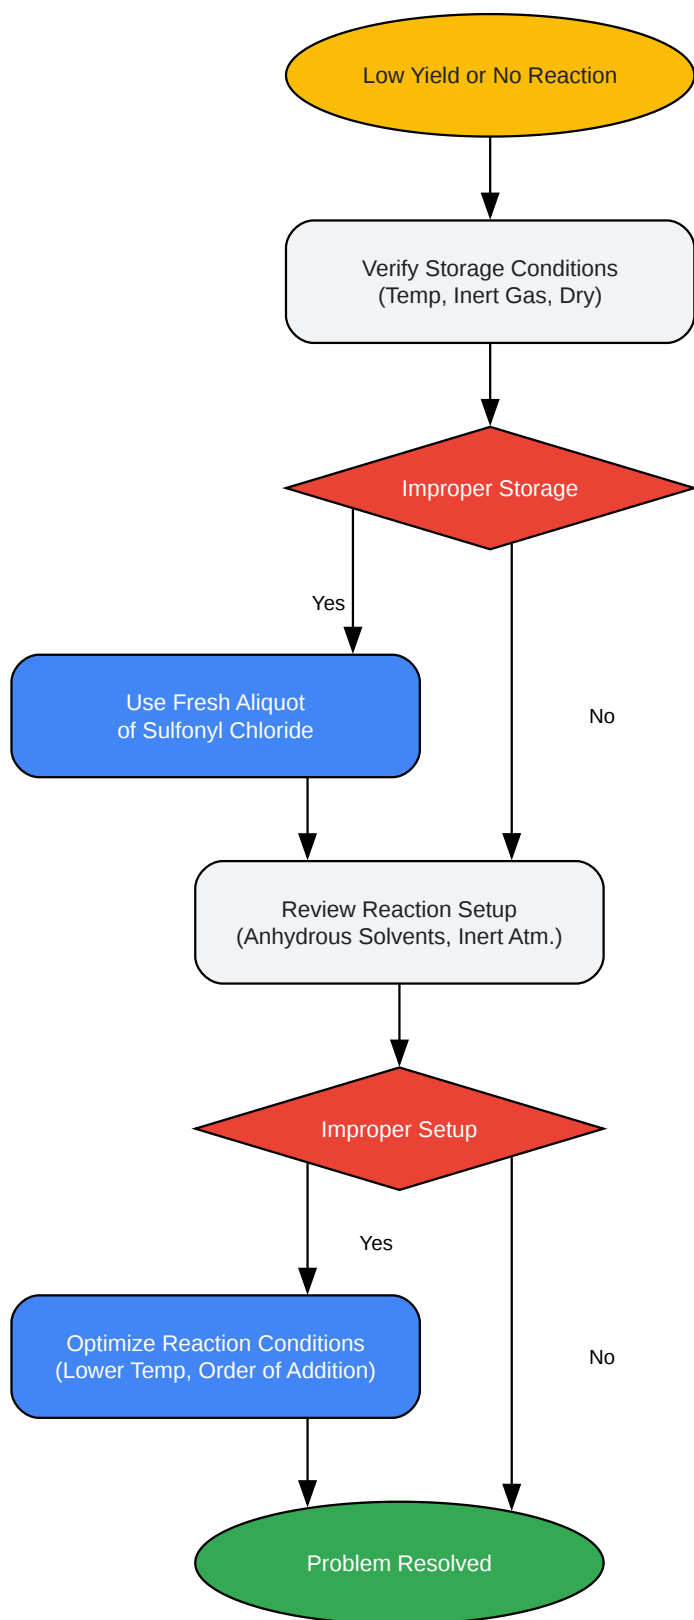 Low Yield or No Reaction
Verify Storage Conditions
(Temp, Inert Gas, Dry)
Improper Storage
Yes
Use Fresh Aliquot
of Sulfonyl Chloride
No
Review Reaction Setup
(Anhydrous Solvents, Inert Atm.)
Improper Setup
Yes
Optimize Reaction Conditions
(Lower Temp, Order of Addition)
No
Problem Resolved